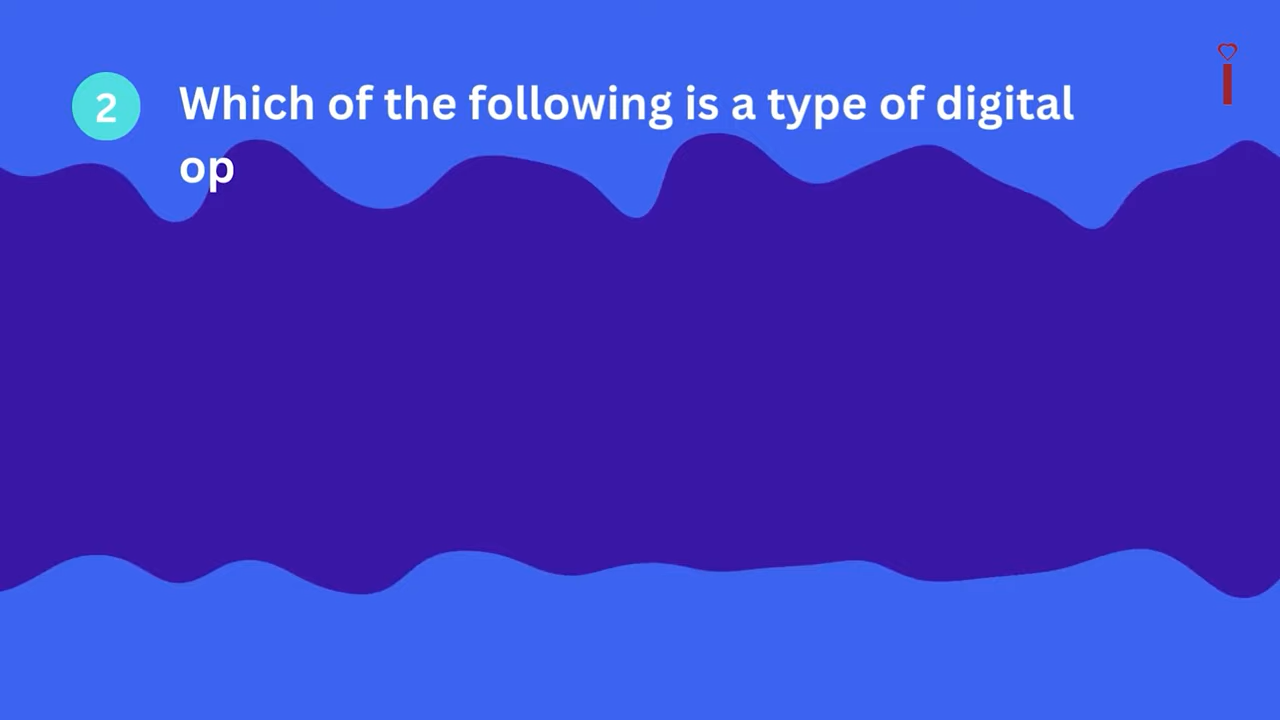 2 Which of the following is a type of digital
op